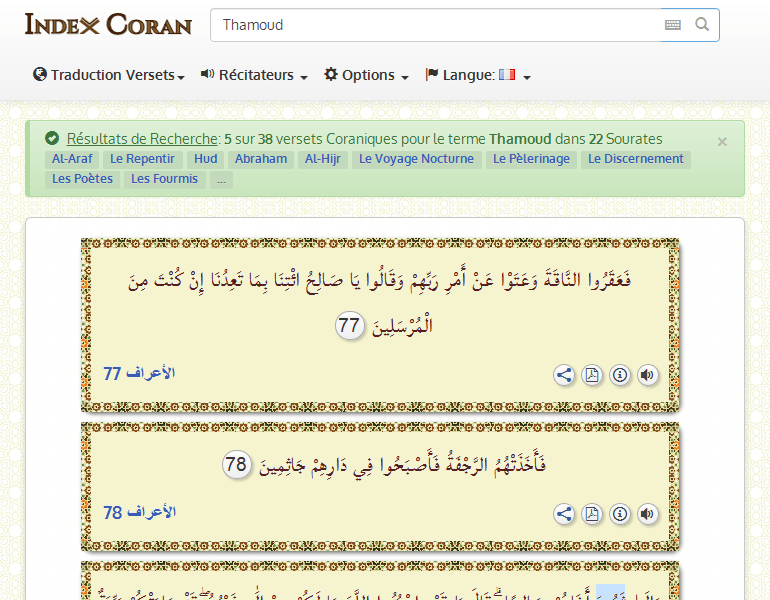 INDEX CORAN
Thamoud
Traduction Versets Récitateurs Options Langue:
Résultats de Recherche: 5 sur 38 versets Coraniques pour le terme Thamoud dans 22 Sourates ×
Al-Araf Le Repentir Hud Abraham Al-Hijr Le Voyage Nocturne Le Pèlerinage Le Discernement
Les Poètes Les Fourmis ...
فَعَقَرُوا النَّاقَةَ وَعَتَوْا عَنْ أَمْرِ رَبِّهِمْ وَقَالُوا يَا صَالِحُ ائْتِنَا بِمَا تَعِدُنَا إِنْ كُنْتَ مِنَ
الْمُرْسَلِينَ 77
الأعراف 77
فَأَخَذَتْهُمُ الرَّجْفَةُ فَأَصْبَحُوا فِي دَارِهِمْ جَاثِمِينَ 78
الأعراف 78